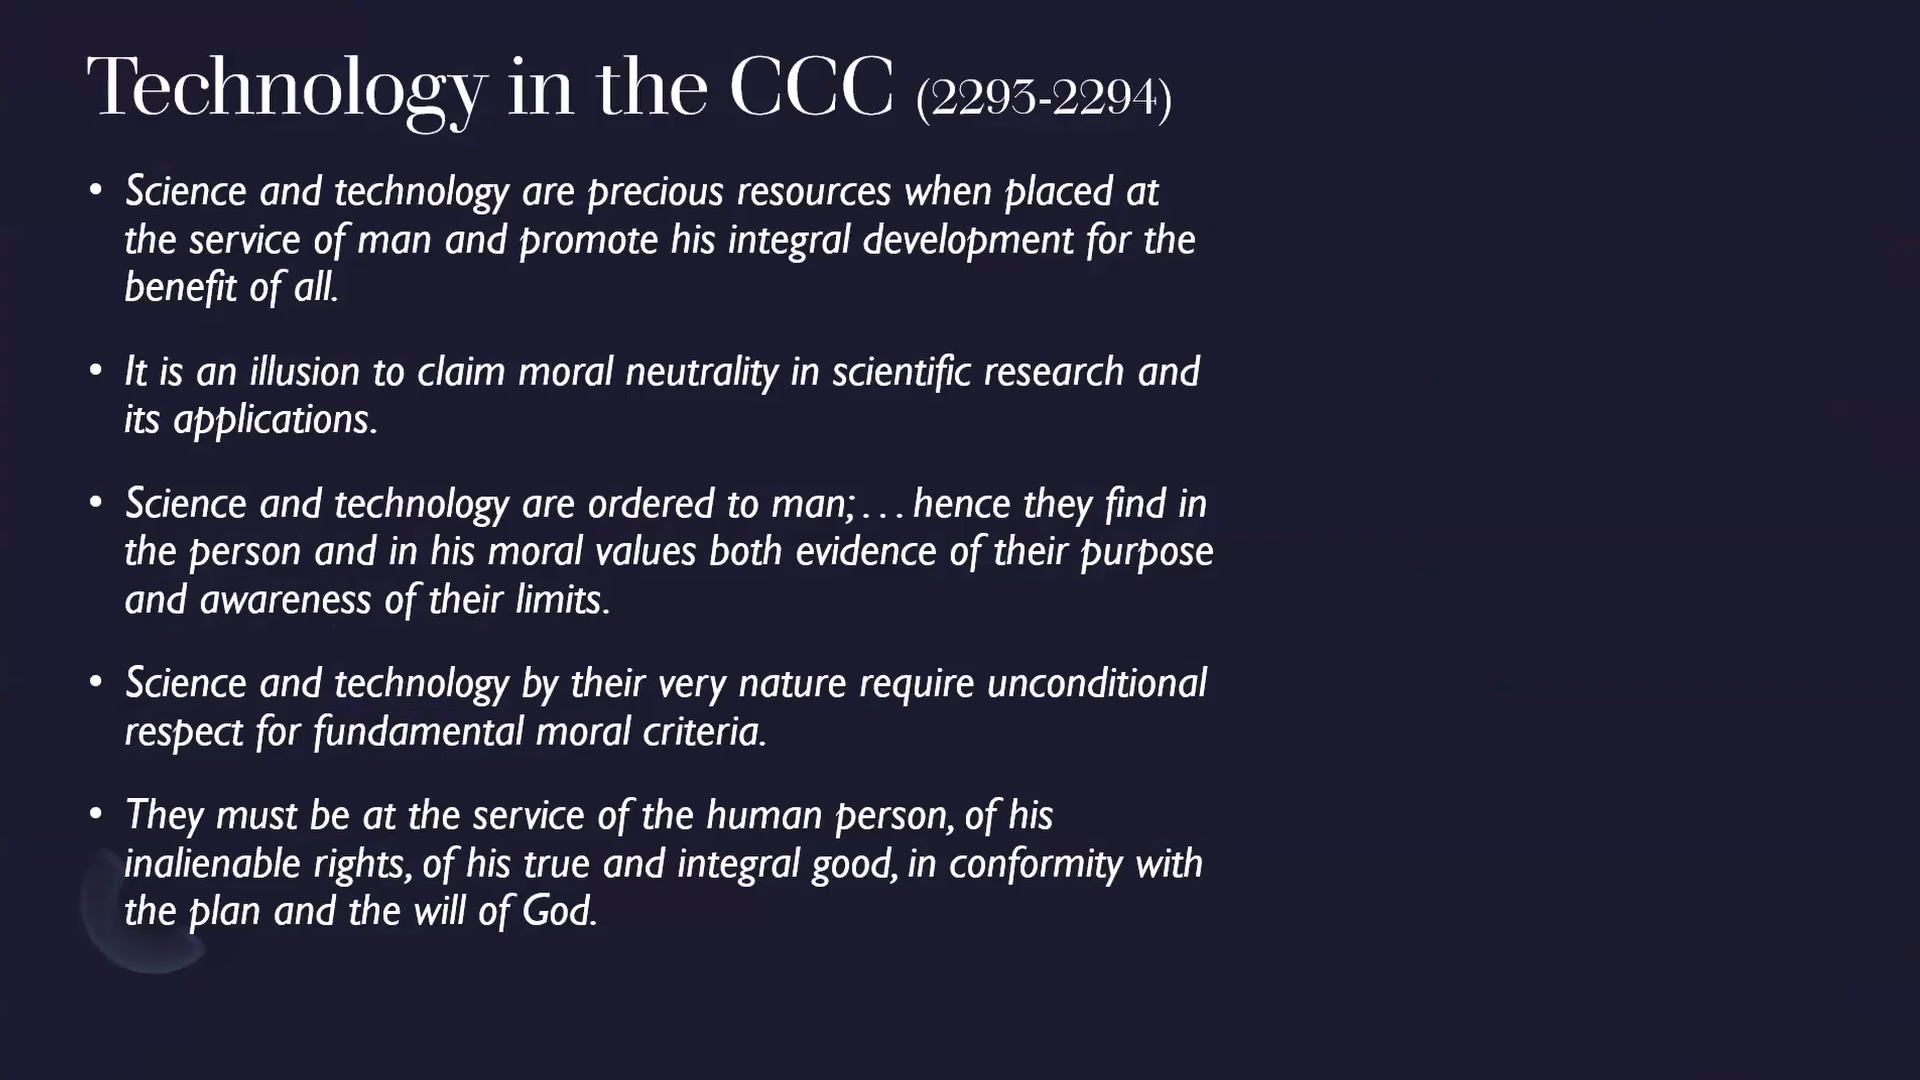 Technology in the CCC (2293-2294)
• Science and technology are precious resources when placed at
the service of man and promote his integral development for the
benefit of all.
• It is an illusion to claim moral neutrality in scientific research and
its applications.
• Science and technology are ordered to man; . . . hence they find in
the person and in his moral values both evidence of their purpose
and awareness of their limits.
• Science and technology by their very nature require unconditional
respect for fundamental moral criteria.
• They must be at the service of the human person, of his
inalienable rights, of his true and integral good, in conformity with
the plan and the will of God.